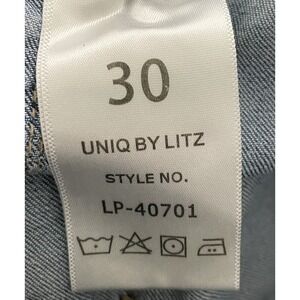 30
UNIQ BY LITZ
STYLE NO.
LP-40701